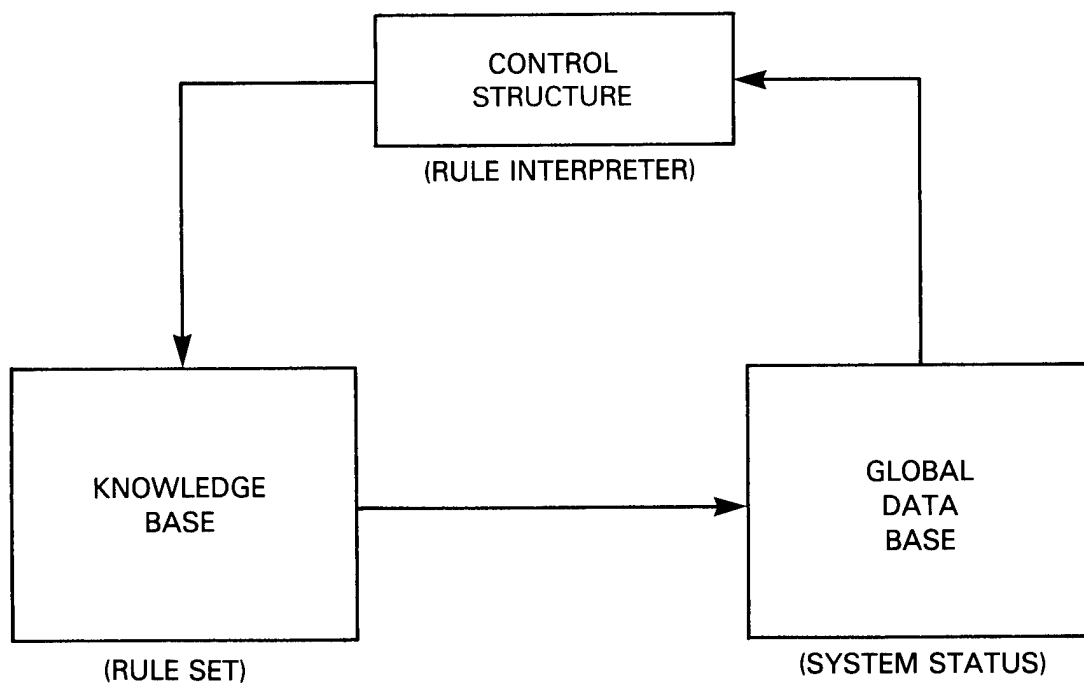 CONTROL
STRUCTURE
(RULE INTERPRETER)
KNOWLEDGE
BASE
(RULE SET)
GLOBAL
DATA
BASE
(SYSTEM STATUS)